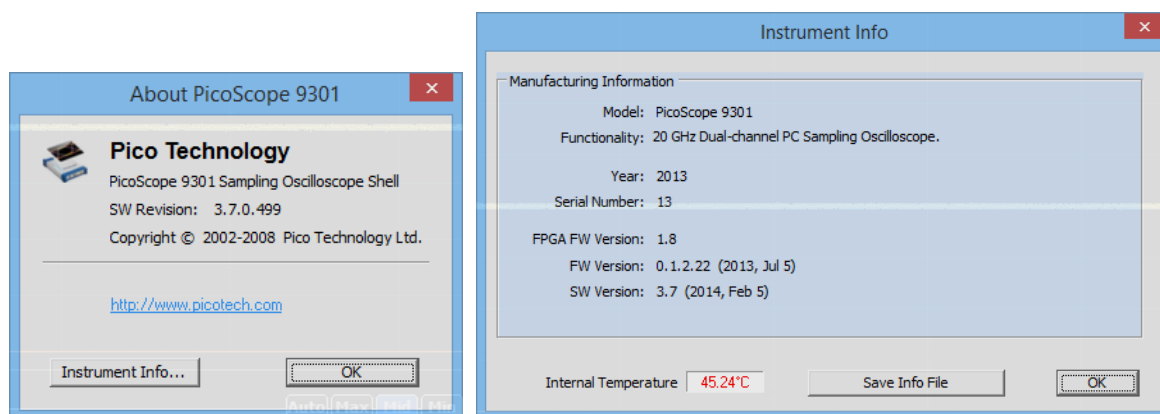 About PicoScope 9301
Pico Technology
PicoScope 9301 Sampling Oscilloscope Shell
SW Revision: 3.7.0.499
Copyright © 2002-2008 Pico Technology Ltd.
http://www.picotech.com
Instrument Info...
OK
Auto Max Mid Min
Instrument Info
Manufacturing Information
Model: PicoScope 9301
Functionality: 20 GHz Dual-channel PC Sampling Oscilloscope.
Year: 2013
Serial Number: 13
FPGA FW Version: 1.8
FW Version: 0.1.2.22 (2013, Jul 5)
SW Version: 3.7 (2014, Feb 5)
Internal Temperature 45.24°C
Save Info File
OK